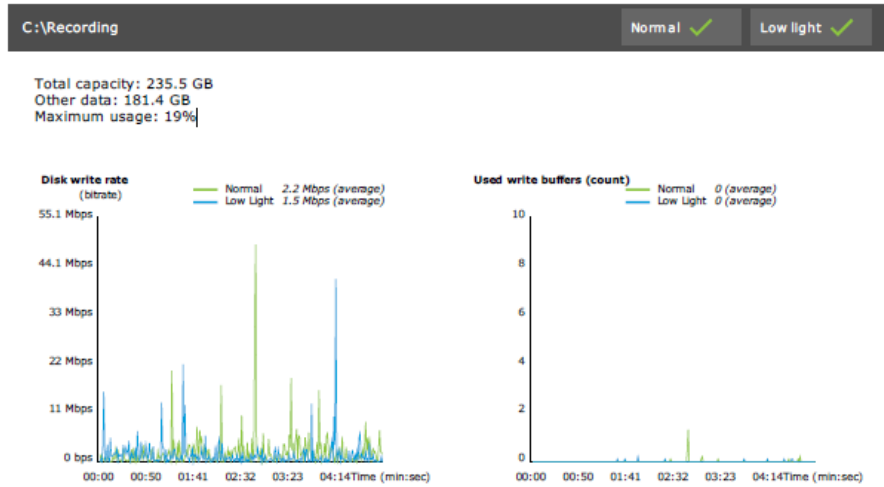 C:\Recording
Normal
Low light
Total capacity: 235.5 GB
Other data: 181.4 GB
Maximum usage: 19%
Disk write rate
(bitrate)
Normal 2.2 Mbps (average)
Low Light 1.5 Mbps (average)
55.1 Mbps
44.1 Mbps
33 Mbps
22 Mbps
11 Mbps
0 bps
00:00 00:50 01:41 02:32 03:23 04:14Time (min:sec)
Used write buffers (count)
Normal 0 (average)
Low Light 0 (average)
10
8
6
4
2
0
00:00 00:50 01:41 02:32 03:23 04:14Time (min:sec)